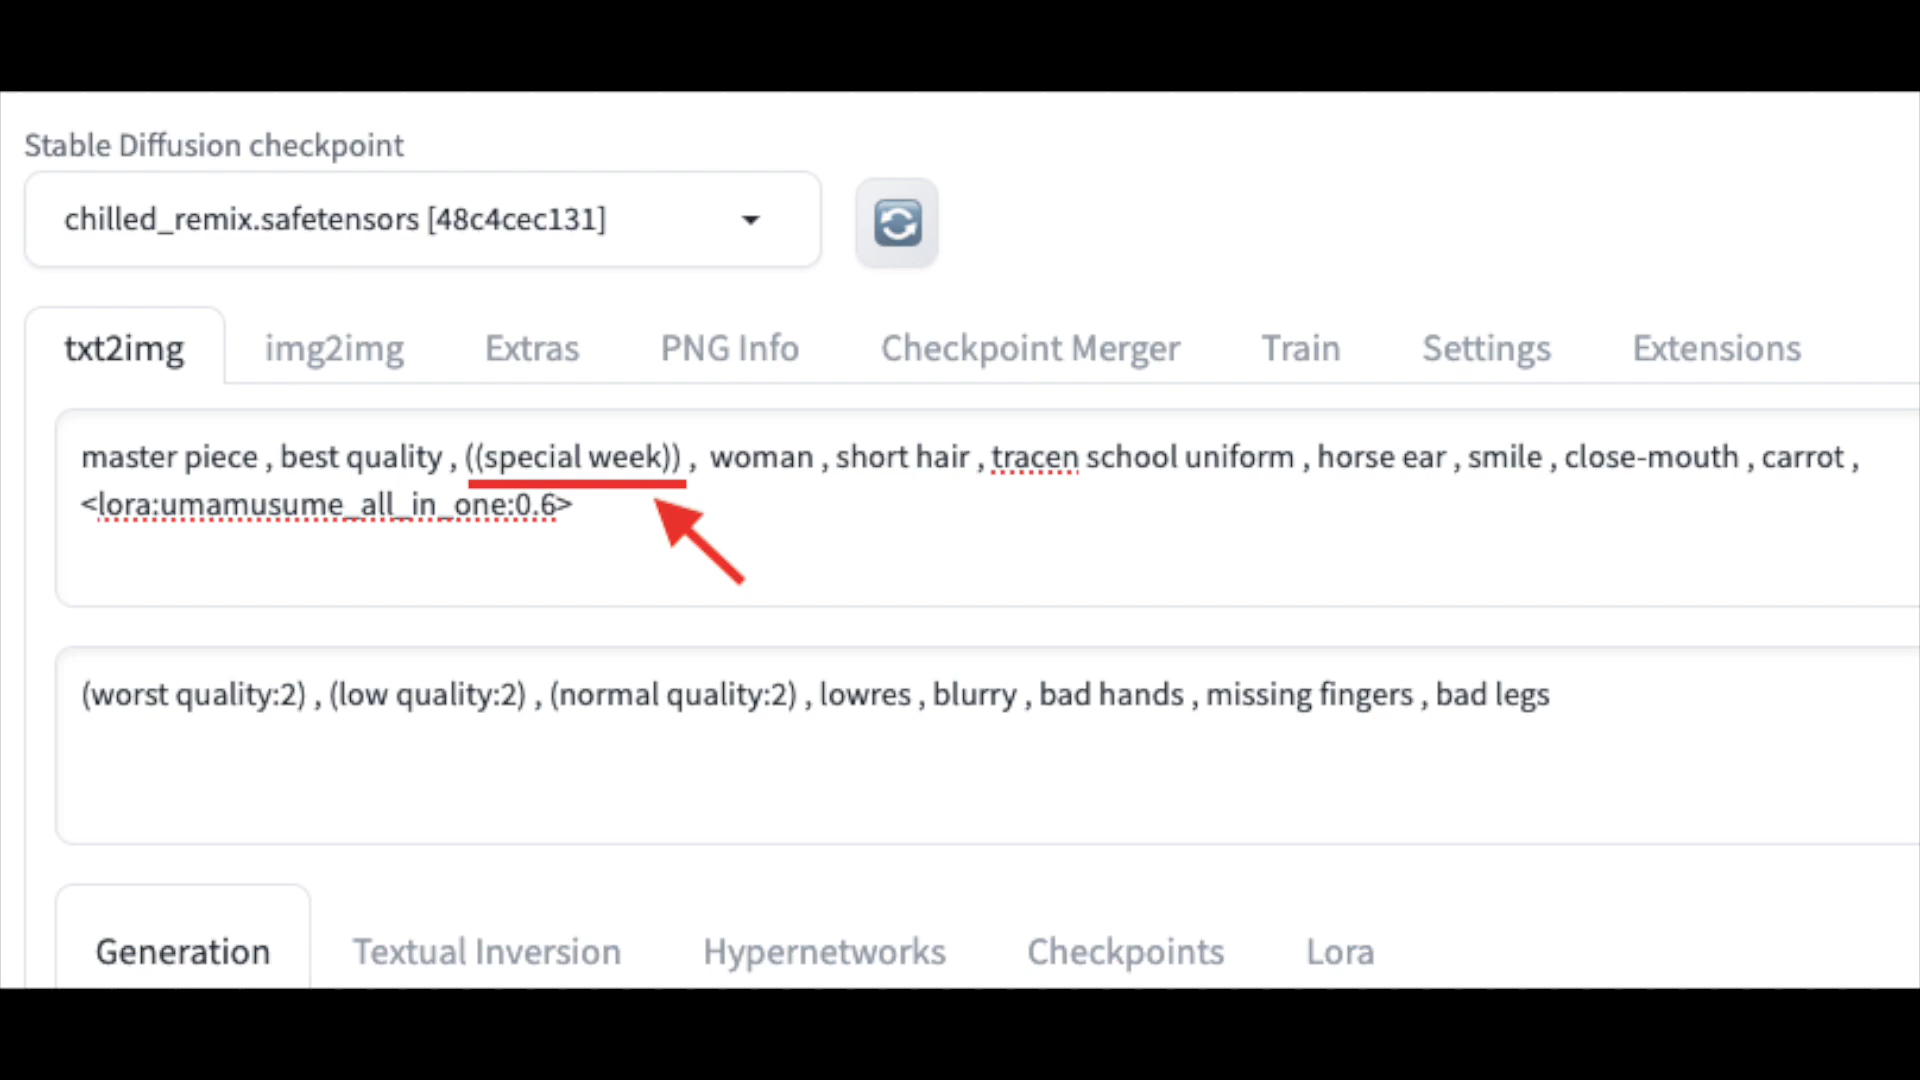 Stable Diffusion checkpoint
chilled_remix.safetensors [48c4cec131]
txt2img img2img Extras PNG Info Checkpoint Merger Train Settings Extensions
master piece , best quality , ((special week)) , woman , short hair , tracen school uniform , horse ear , smile , close-mouth , carrot ,
<lora:umamusume_all_in_one:0.6>
(worst quality:2) , (low quality:2) , (normal quality:2) , lowres , blurry , bad hands , missing fingers , bad legs
Generation Textual Inversion Hypernetworks Checkpoints Lora